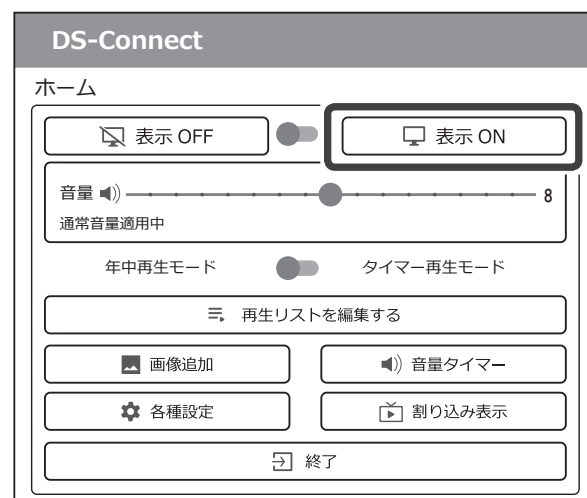 DS-Connect
ホーム
表示 OFF 表示 ON
音量 8
通常音量適用中
年中再生モード タイマー再生モード
再生リストを編集する
画像追加 音量タイマー
各種設定 割り込み表示
終了